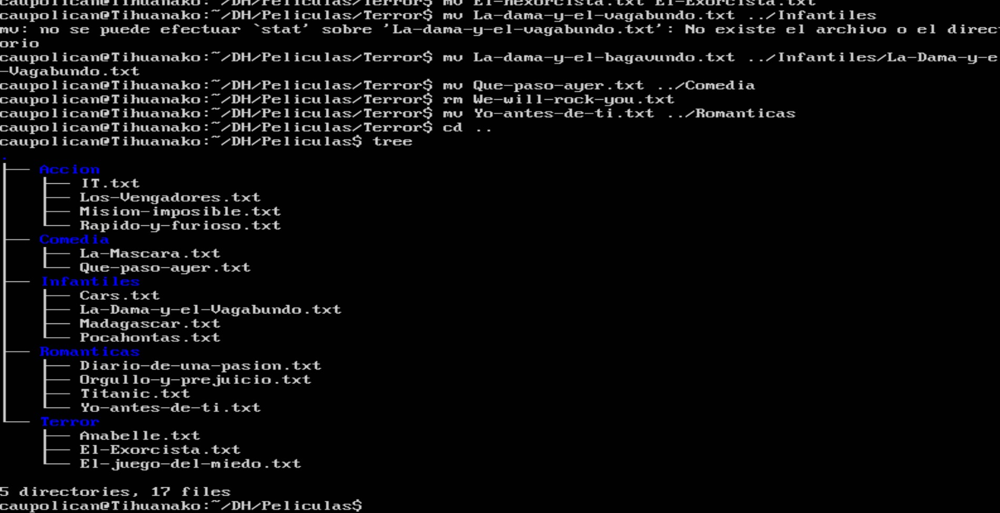 caupolican@Tihuanako:~/DH/Peliculas/Terror$ mv El-hexorcista.txt El-Exorcista.txt
caupolican@Tihuanako:~/DH/Peliculas/Terror$ mv La-dama-y-el-vagabundo.txt ../Infantiles
mv: no se puede efectuar `stat' sobre 'La-dama-y-el-vagabundo.txt': No existe el archivo o el direc
orio
caupolican@Tihuanako:~/DH/Peliculas/Terror$ mv La-dama-y-el-bagavundo.txt ../Infantiles/La-Dama-y-e
-Vagabundo.txt
caupolican@Tihuanako:~/DH/Peliculas/Terror$ mv Que-paso-ayer.txt ../Comedia
caupolican@Tihuanako:~/DH/Peliculas/Terror$ rm We-will-rock-you.txt
caupolican@Tihuanako:~/DH/Peliculas/Terror$ mv Yo-antes-de-ti.txt ../Romanticas
caupolican@Tihuanako:~/DH/Peliculas/Terror$ cd ..
caupolican@Tihuanako:~/DH/Peliculas$ tree
.
├── Accion
│   ├── IT.txt
│   ├── Los-Vengadores.txt
│   ├── Mision-imposible.txt
│   └── Rapido-y-furioso.txt
├── Comedia
│   ├── La-Mascara.txt
│   └── Que-paso-ayer.txt
├── Infantiles
│   ├── Cars.txt
│   ├── La-Dama-y-el-Vagabundo.txt
│   ├── Madagascar.txt
│   └── Pocahontas.txt
├── Romanticas
│   ├── Diario-de-una-pasion.txt
│   ├── Orgullo-y-prejuicio.txt
│   ├── Titanic.txt
│   └── Yo-antes-de-ti.txt
└── Terror
    ├── Anabelle.txt
    ├── El-Exorcista.txt
    └── El-juego-del-miedo.txt

5 directories, 17 files
caupolican@Tihuanako:~/DH/Peliculas$